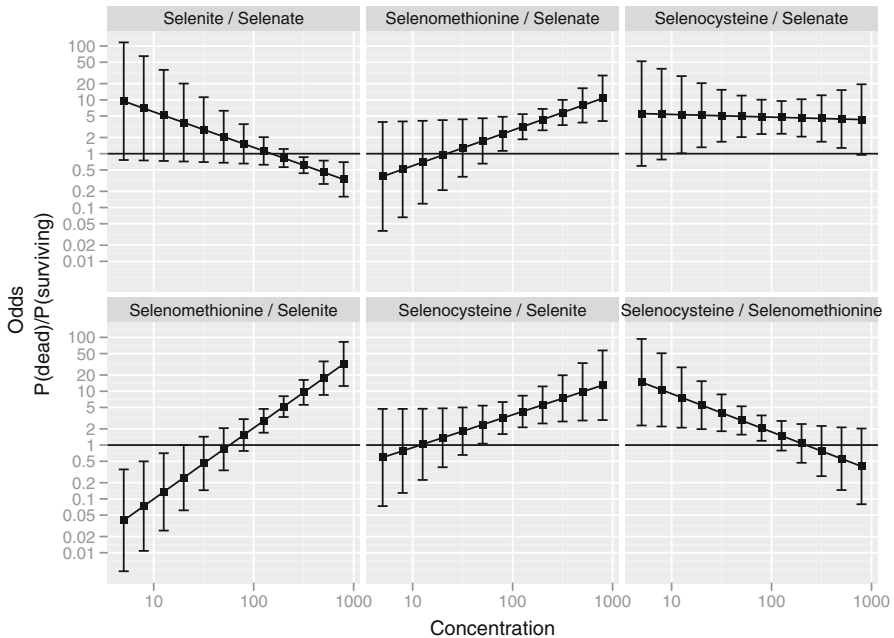 Selenite / Selenate
Selenomethionine / Selenate
Selenocysteine / Selenate
100
50
20
10
5
2
1
0.5
0.2
0.1
0.05
0.02
0.01
Odds
P(dead)/P(surviving)
Selenomethionine / Selenite
Selenocysteine / Selenite
Selenocysteine / Selenomethionine
100
50
20
10
5
2
1
0.5
0.2
0.1
0.05
0.02
0.01
10 100 1000
10 100 1000
10 100 1000
Concentration